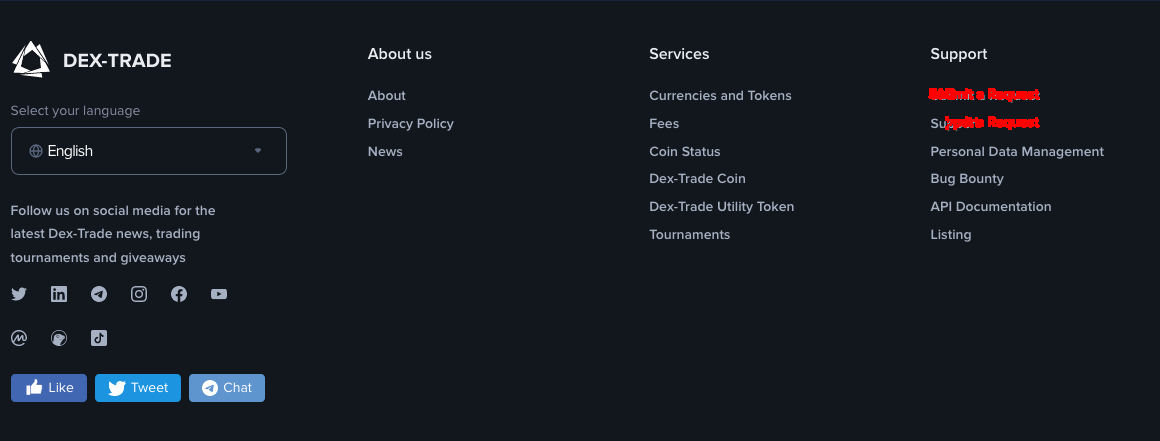 DEX-TRADE
Select your language
English
Follow us on social media for the
latest Dex-Trade news, trading
tournaments and giveaways
Like
Tweet
Chat
About us
About
Privacy Policy
News
Services
Currencies and Tokens
Fees
Coin Status
Dex-Trade Coin
Dex-Trade Utility Token
Tournaments
Support
a Request
Request
Personal Data Management
Bug Bounty
API Documentation
Listing